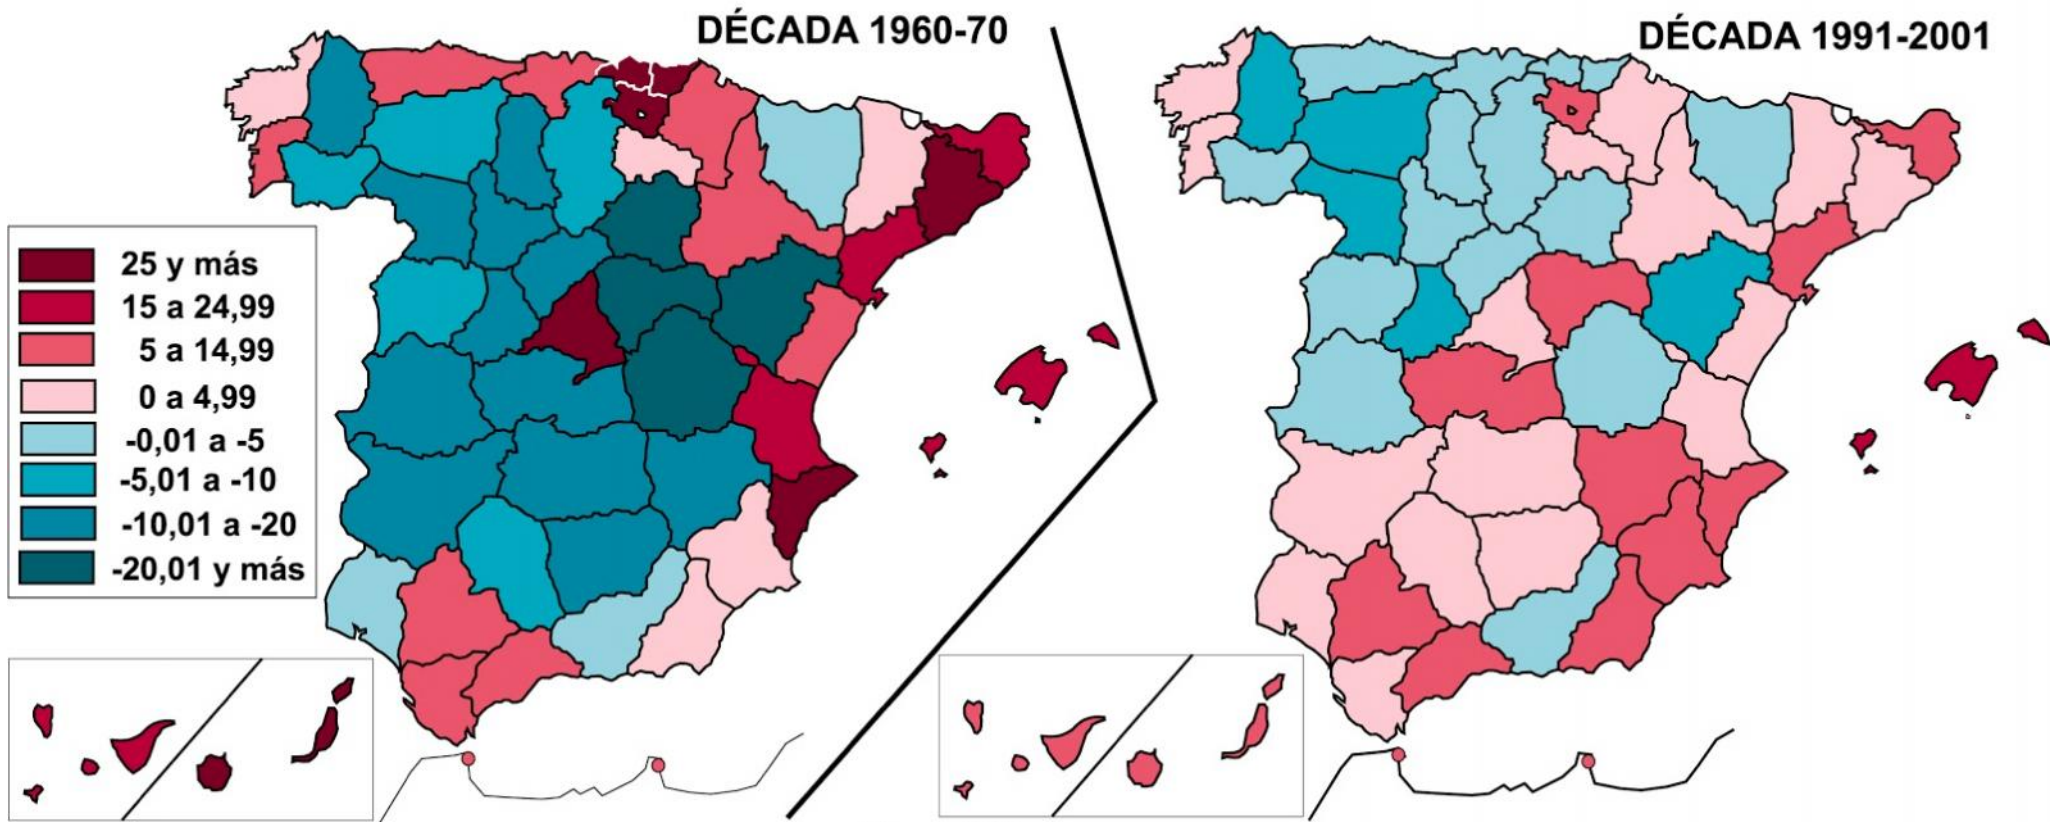 DÉCADA 1960-70
DÉCADA 1991-2001
25 y más
15 a 24,99
5 a 14,99
0 a 4,99
-0,01 a -5
-5,01 a -10
-10,01 a -20
-20,01 y más